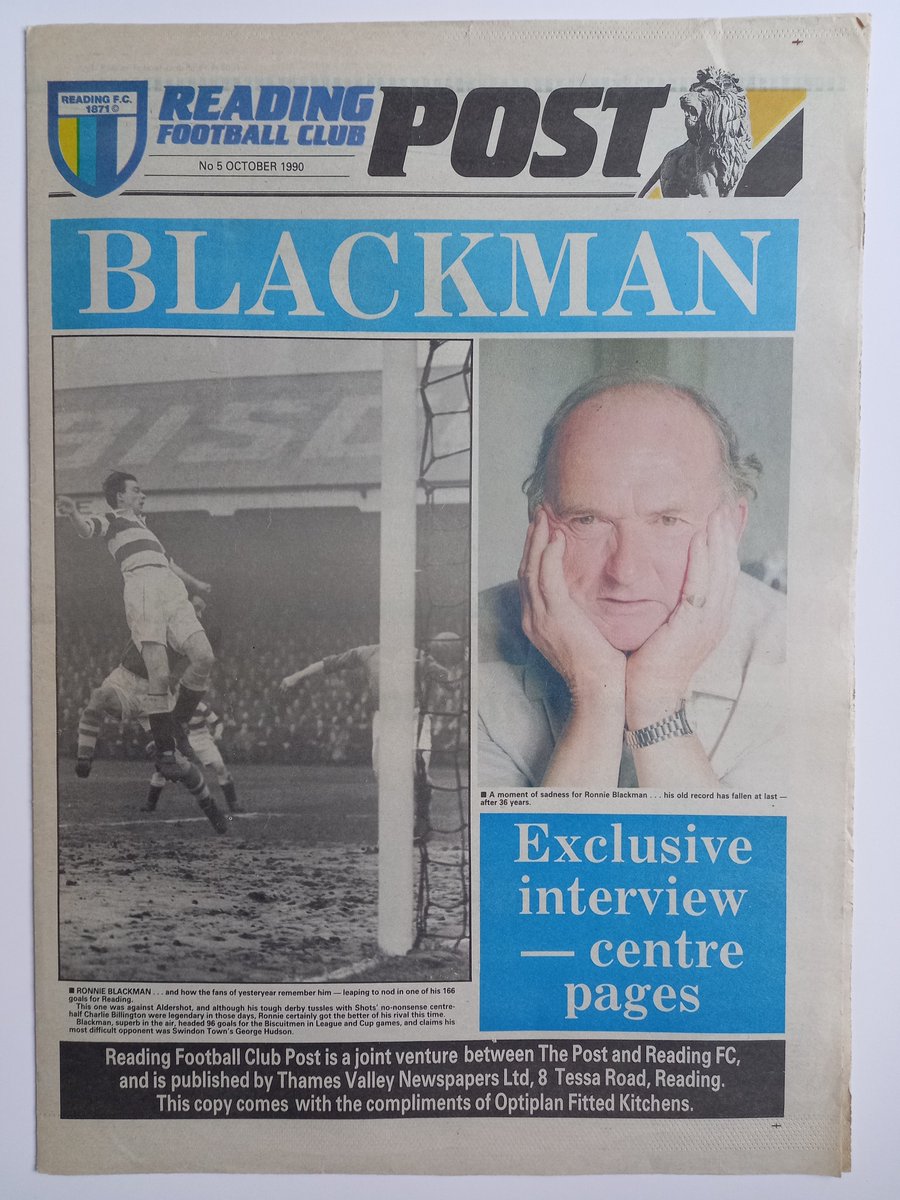 READING F.C.
1871©
READING
FOOTBALL CLUB
No 5 OCTOBER 1990
POST
BLACKMAN
BISC
■ A moment of sadness for Ronnie Blackman . . . his old record has fallen at last —
after 36 years.
Exclusive
interview
— centre
pages
■ RONNIE BLACKMAN . . . and how the fans of yesteryear remember him — leaping to nod in one of his 166
goals for Reading.
This one was against Aldershot, and although his tough derby tussles with Shots' no-nonsense centre-
half Charlie Billington were legendary in those days, Ronnie certainly got the better of his rival this time.
Blackman, superb in the air, headed 96 goals for the Biscuitmen in League and Cup games, and claims his
most difficult opponent was Swindon Town's George Hudson.
Reading Football Club Post is a joint venture between The Post and Reading FC,
and is published by Thames Valley Newspapers Ltd, 8 Tessa Road, Reading.
This copy comes with the compliments of Optiplan Fitted Kitchens.